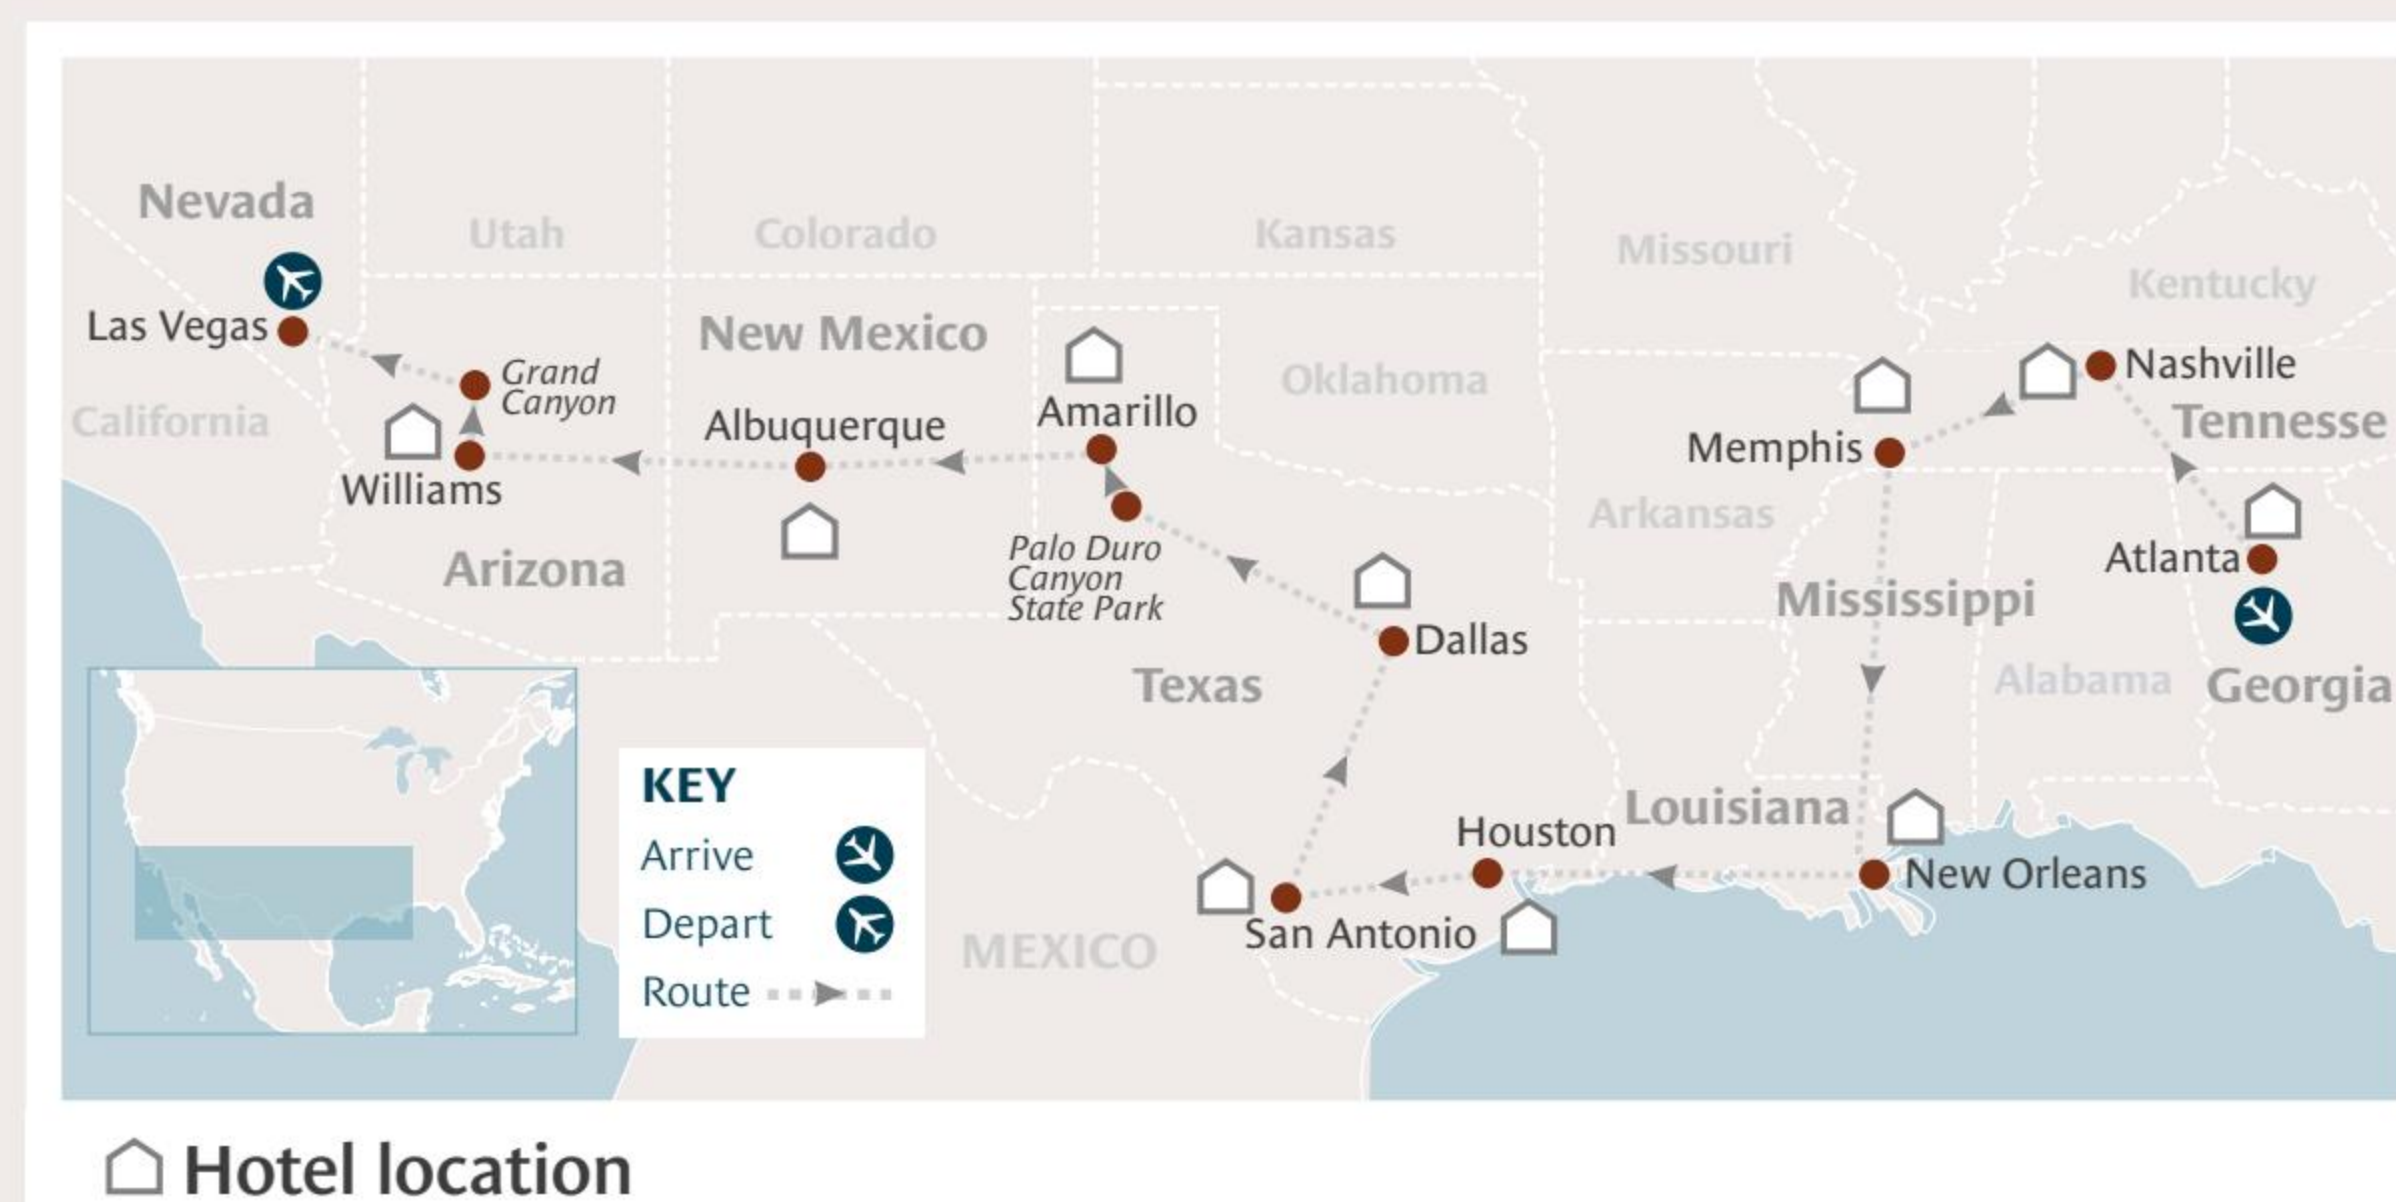 Nevada
Utah
Colorado
Kansas
Missouri
Kentucky
Las Vegas
New Mexico
Grand
Canyon
California
Albuquerque
Amarillo
Oklahoma
Nashville
Tennesse
Memphis
Williams
Arizona
Arkansas
Atlanta
Palo Duro
Canyon
State Park
Mississippi
Dallas
Texas
Alabama
Georgia
KEY
Arrive
Depart
Route
Houston
Louisiana
New Orleans
San Antonio
MEXICO
Hotel location